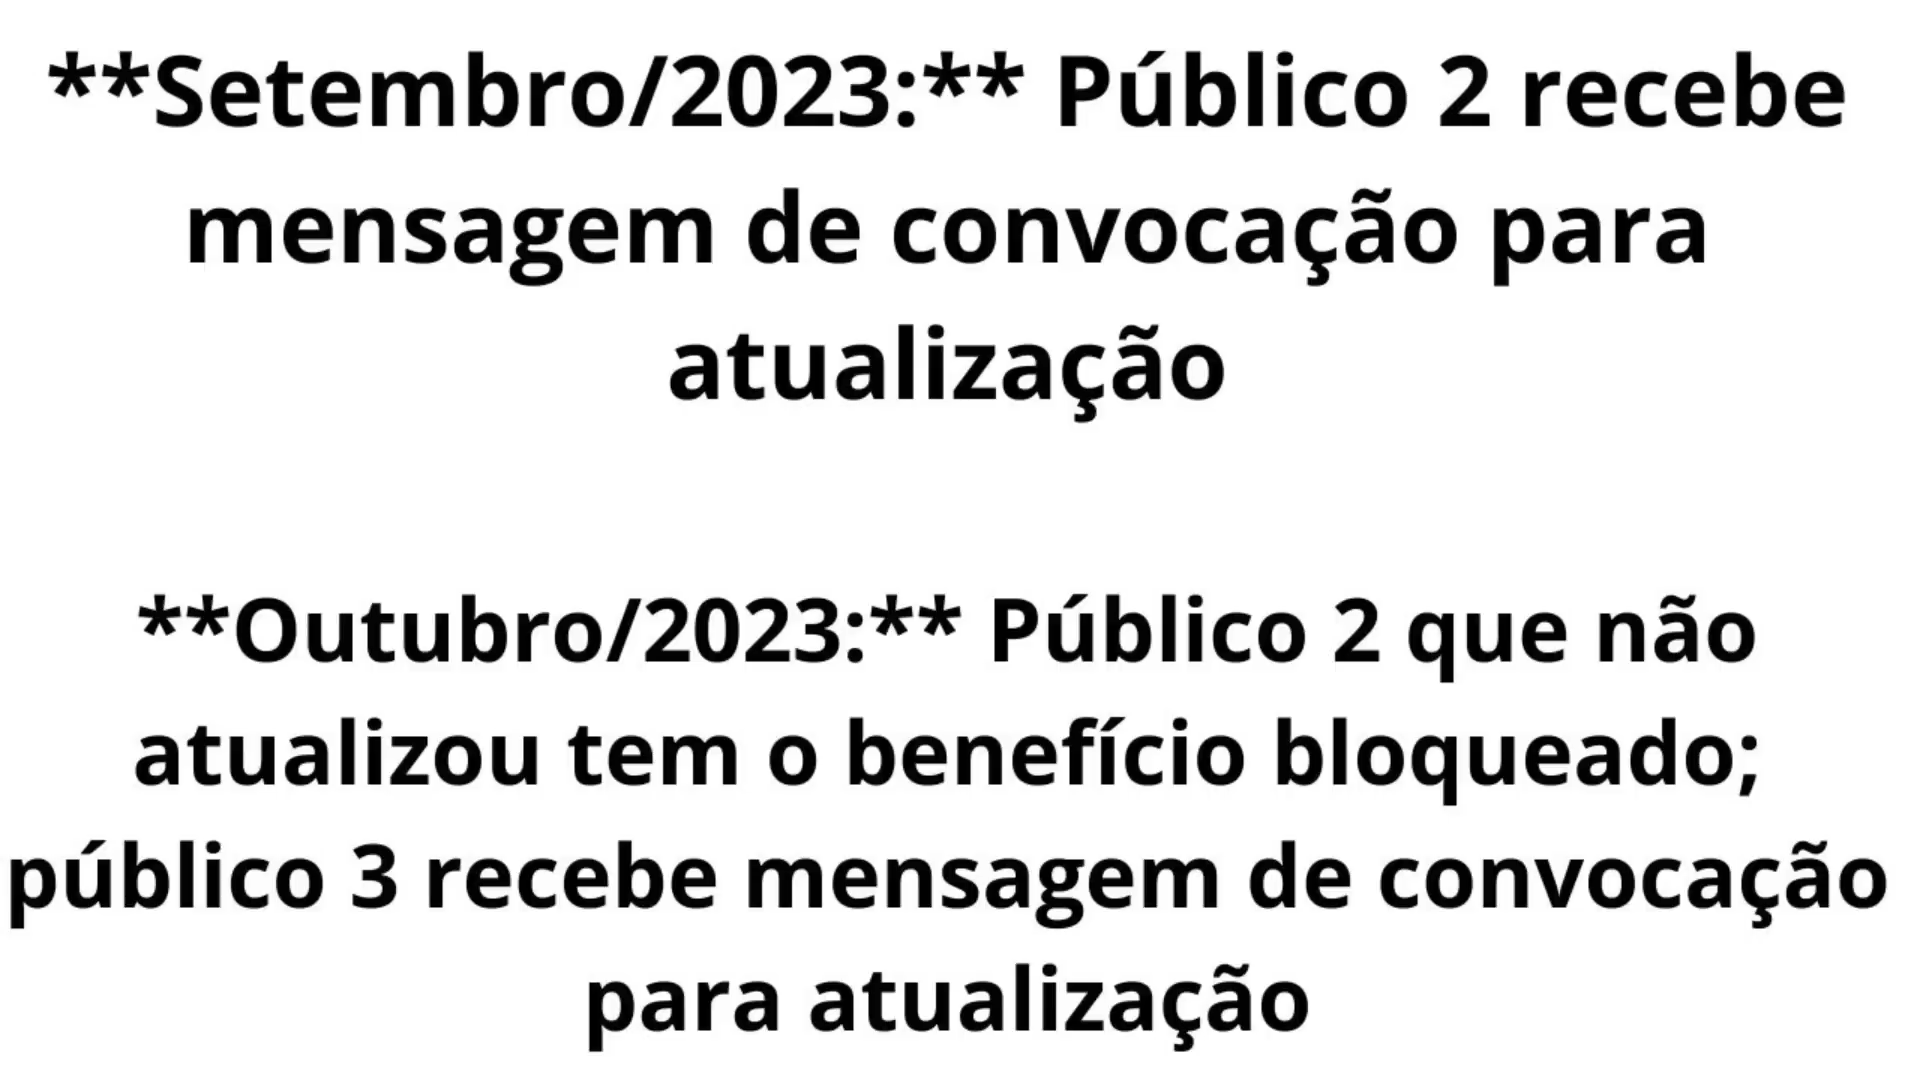 **Setembro/2023:** Público 2 recebe
mensagem de convocação para
atualização
**Outubro/2023:** Público 2 que não
atualizou tem o benefício bloqueado;
público 3 recebe mensagem de convocação
para atualização